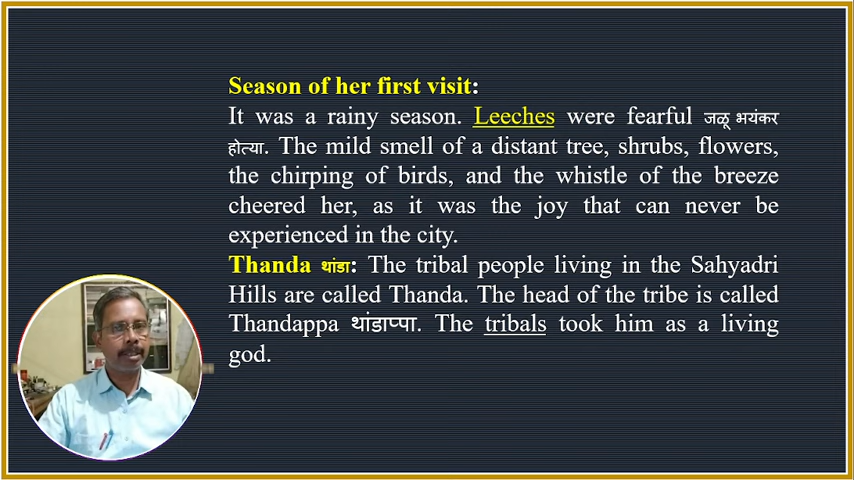 Season of her first visit:
It was a rainy season. Leeches were fearful जळू भयंकर
होत्या. The mild smell of a distant tree, shrubs, flowers,
the chirping of birds, and the whistle of the breeze
cheered her, as it was the joy that can never be
experienced in the city.
Thanda थांडा: The tribal people living in the Sahyadri
Hills are called Thanda. The head of the tribe is called
Thandappa थांडाप्पा. The tribals took him as a living
god.